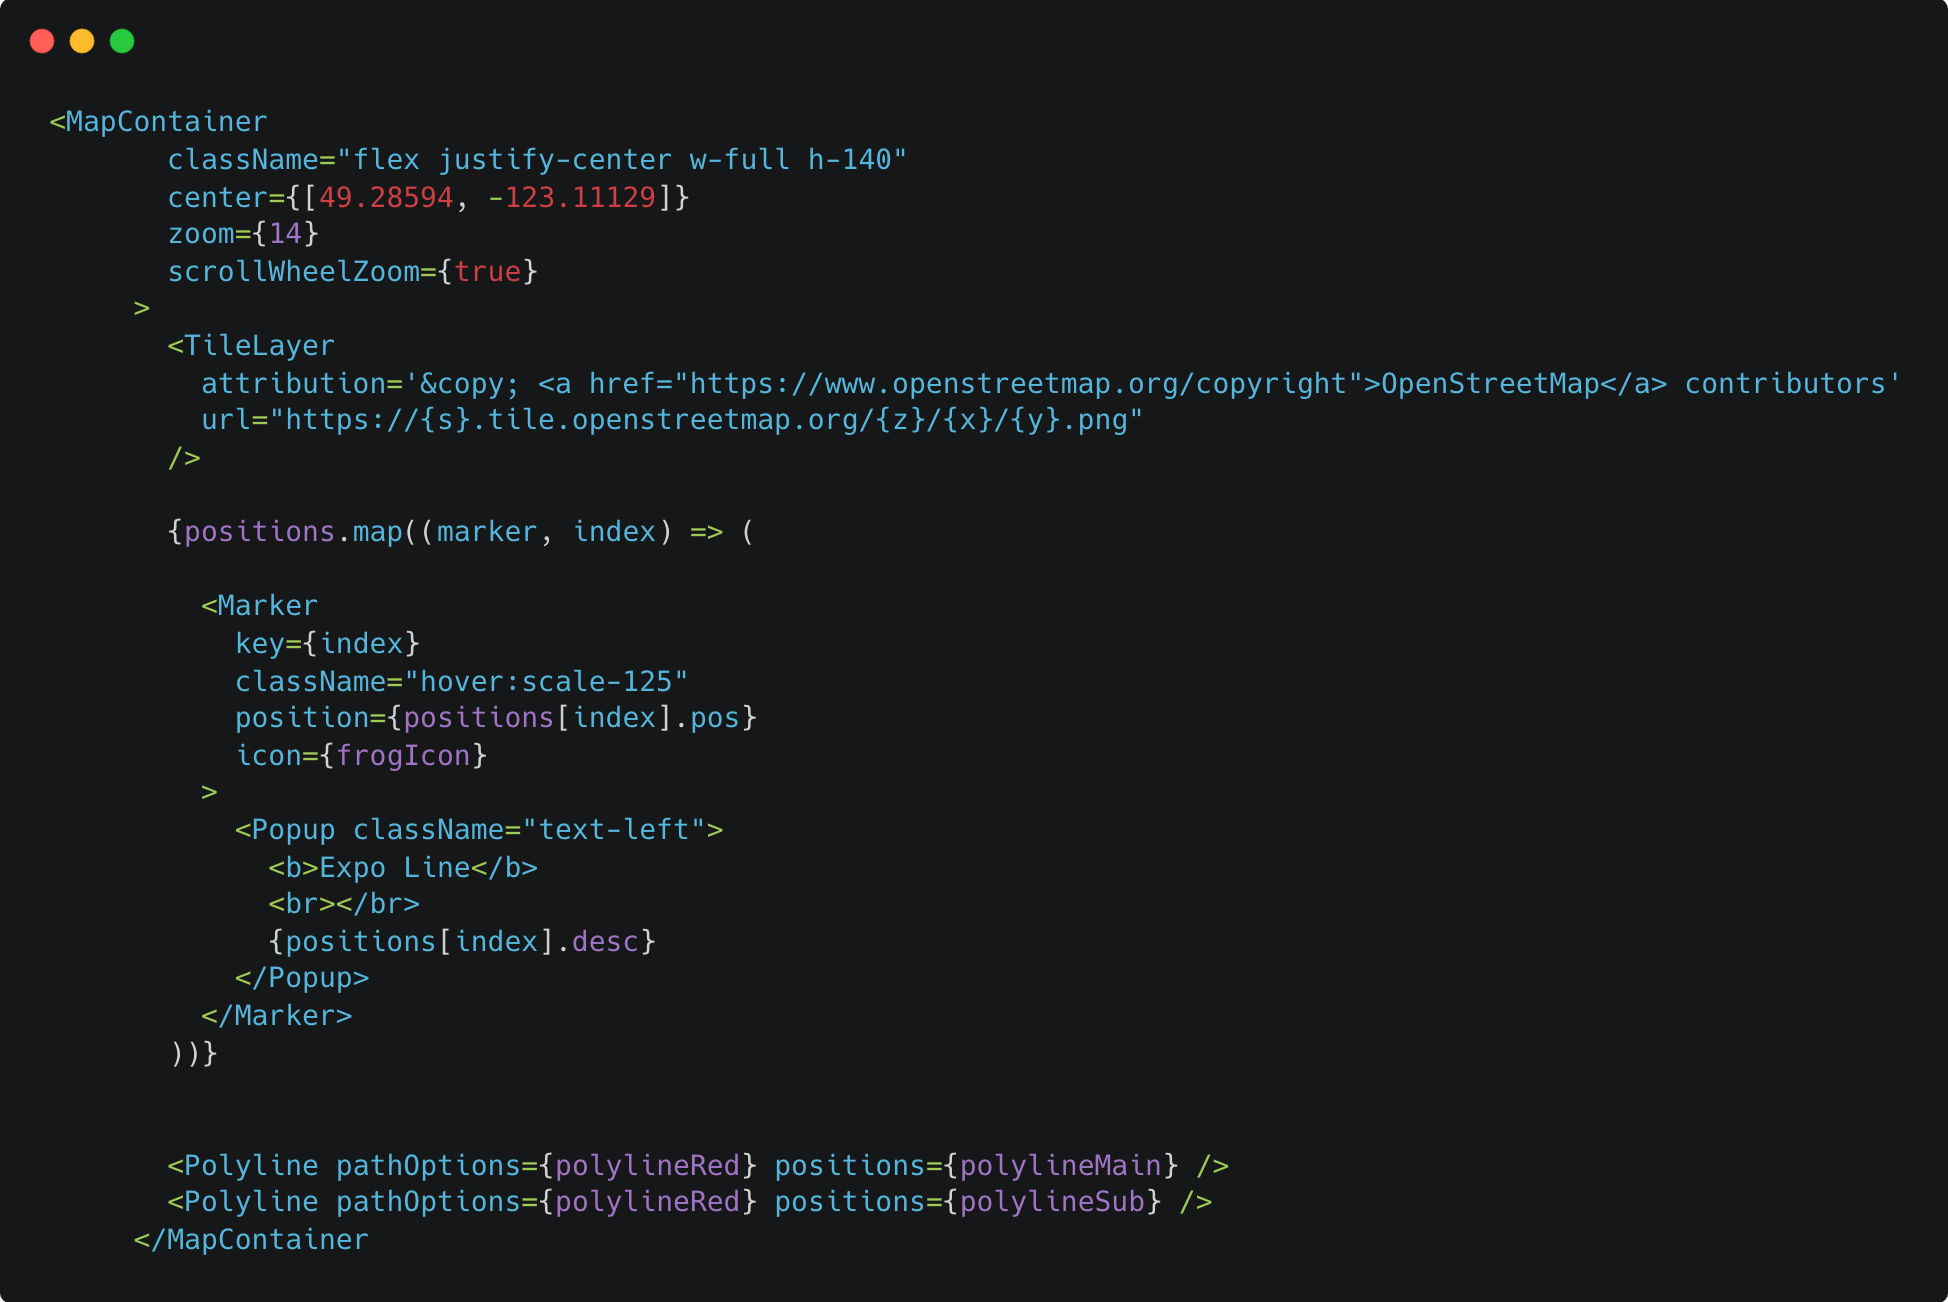 <MapContainer
        className="flex justify-center w-full h-140"
        center={[49.28594, -123.11129]}
        zoom={14}
        scrollWheelZoom={true}
      >
        <TileLayer
          attribution='&copy; <a href="https://www.openstreetmap.org/copyright">OpenStreetMap</a> contributors'
          url="https://{s}.tile.openstreetmap.org/{z}/{x}/{y}.png"
        />

        {positions.map((marker, index) => (

          <Marker
            key={index}
            className="hover:scale-125"
            position={positions[index].pos}
            icon={frogIcon}
          >
            <Popup className="text-left">
              <b>Expo Line</b>
              <br></br>
              {positions[index].desc}
            </Popup>
          </Marker>
        ))}


        <Polyline pathOptions={polylineRed} positions={polylineMain} />
        <Polyline pathOptions={polylineRed} positions={polylineSub} />
      </MapContainer